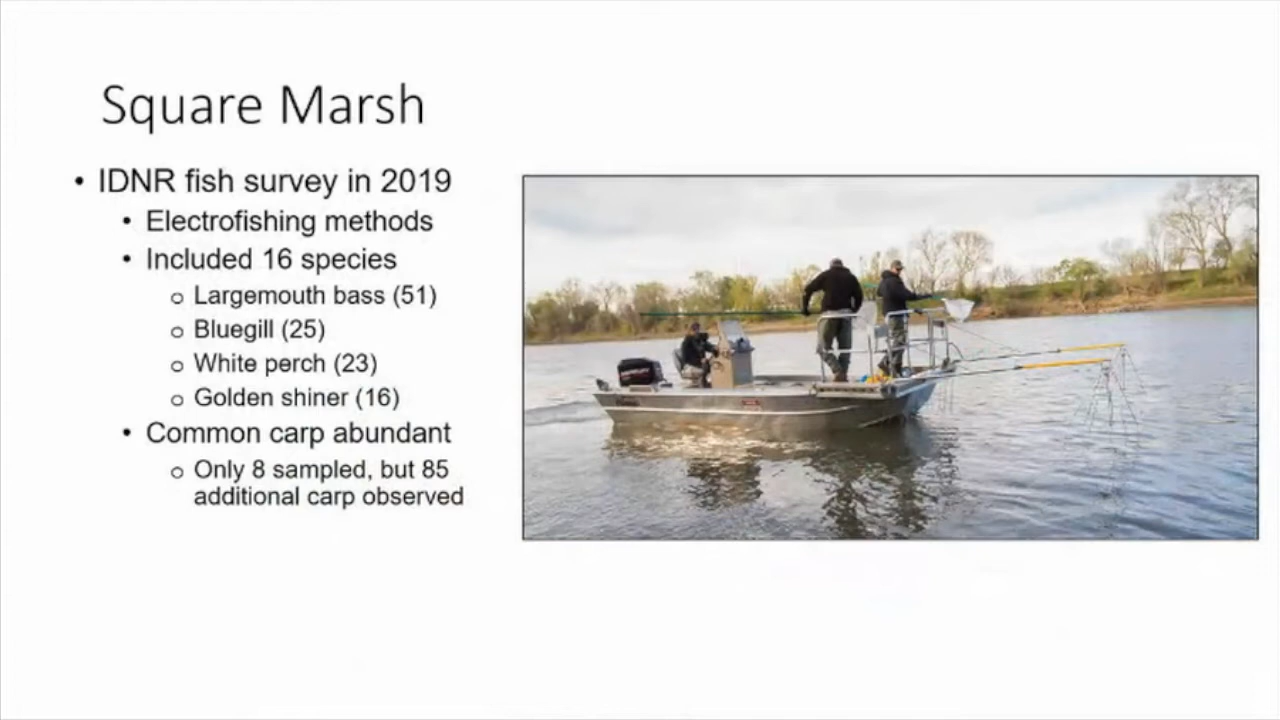 Square Marsh
• IDNR fish survey in 2019
• Electrofishing methods
• Included 16 species
o Largemouth bass (51)
o Bluegill (25)
o White perch (23)
o Golden shiner (16)
• Common carp abundant
o Only 8 sampled, but 85
additional carp observed